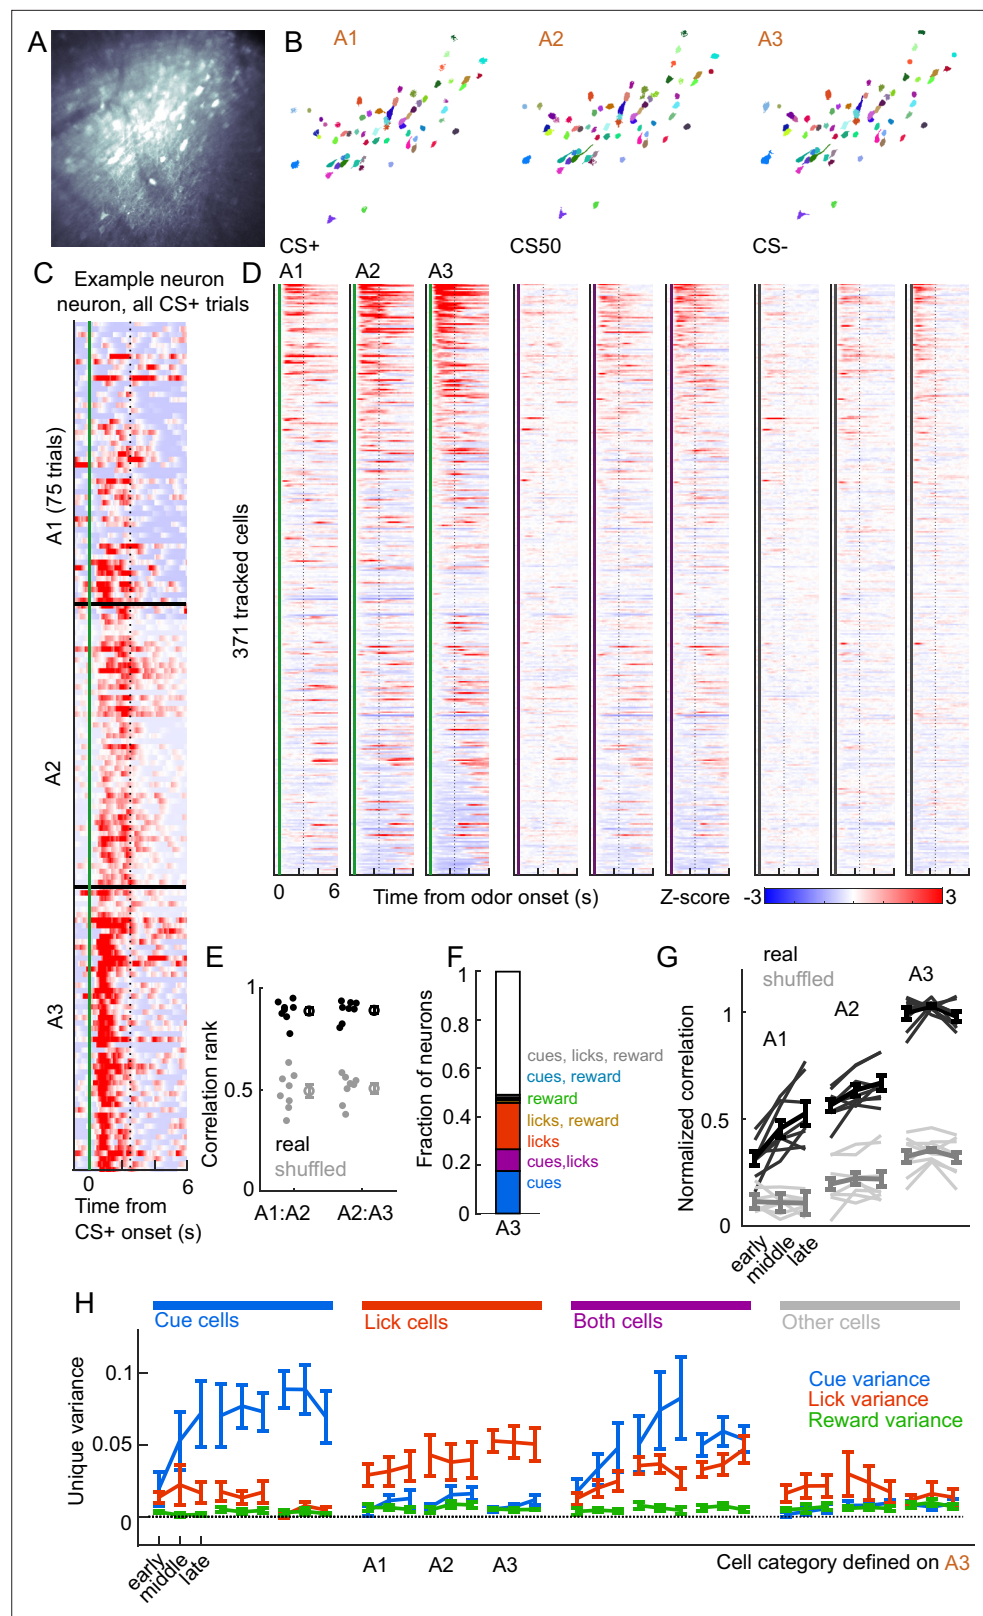 A
B
A1
A2
A3
C
Example neuron
neuron, all CS+ trials
A1 (75 trials)
A2
A3
0
6
Time from
CS+ onset (s)
D
CS+
CS50
CS-
A1
A2
A3
371 tracked cells
0
6
Time from odor onset (s)
Z-score
-3
3
E
Correlation rank
1
0.5
0
real
shuffled
A1:A2
A2:A3
F
Fraction of neurons
1
0.8
0.6
0.4
0.2
0
A3
cues, licks, reward
cues, reward
reward
licks, reward
licks
cues,licks
cues
G
real
shuffled
Normalized correlation
1
0.5
0
A1
A2
A3
early
middle
late
H
Cue cells
Lick cells
Both cells
Other cells
Unique variance
0.1
0.05
0
Cue variance
Lick variance
Reward variance
early
middle
late
A1
A2
A3
Cell category defined on A3